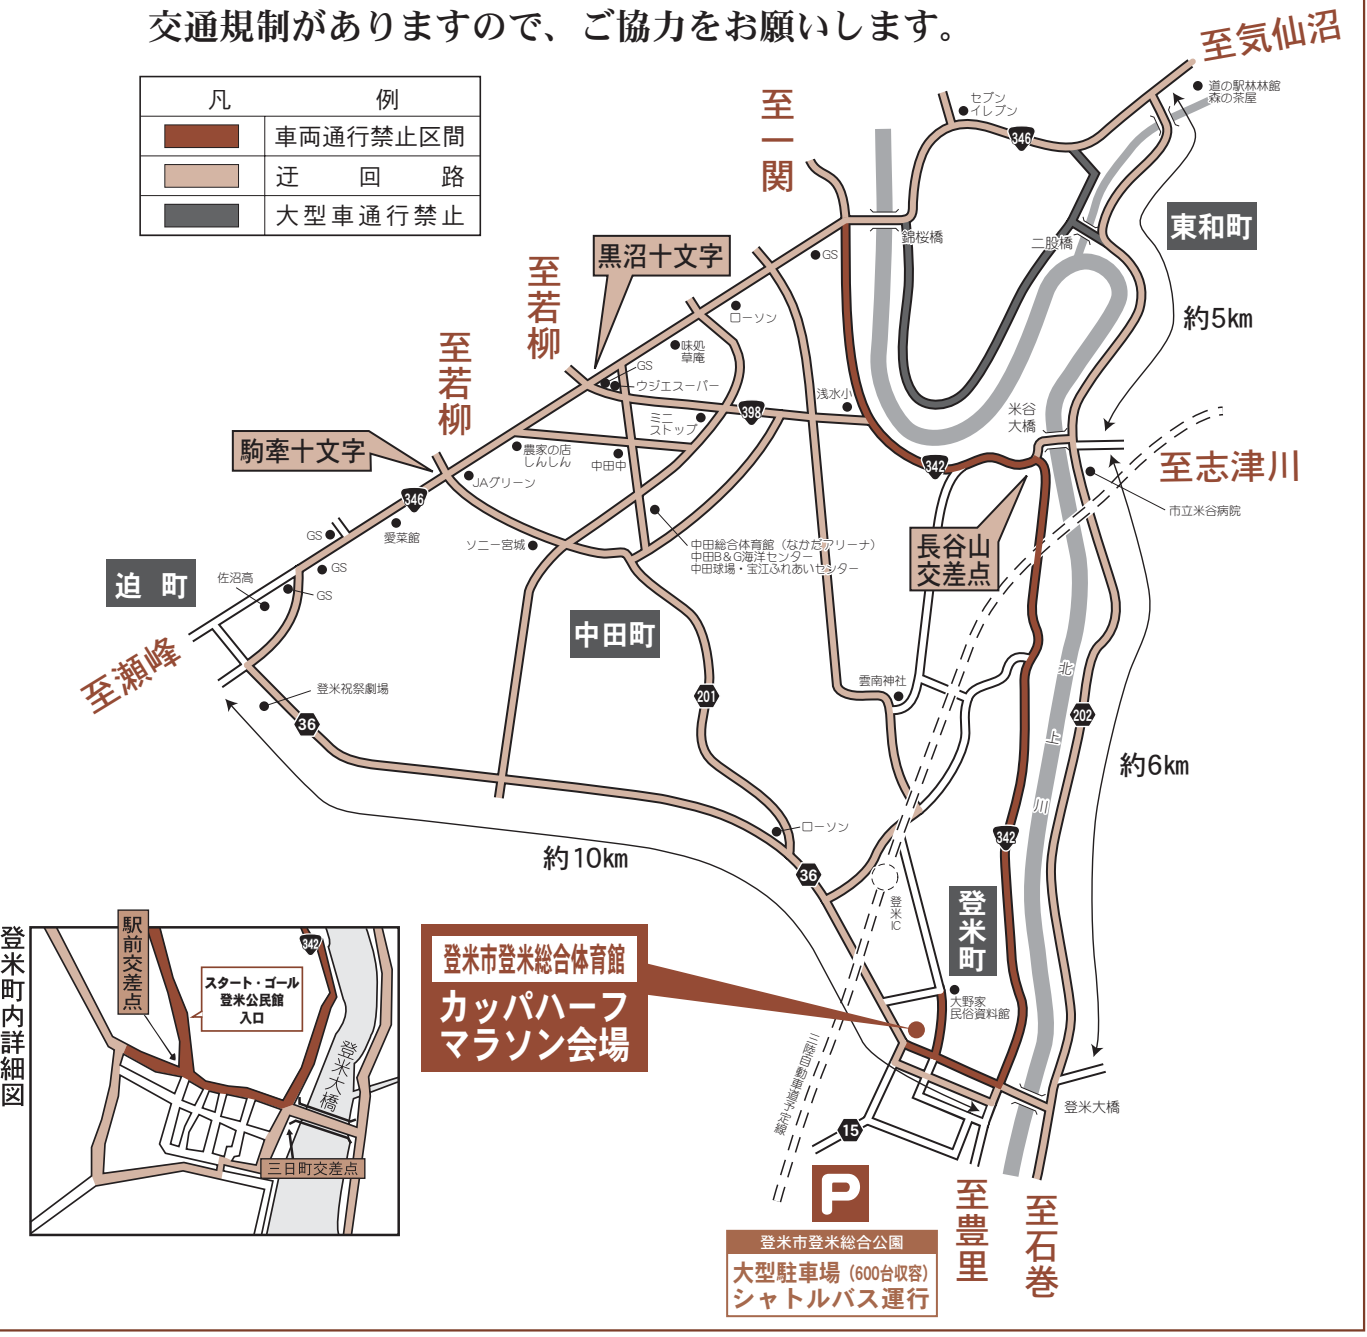 交通規制がありますので、ご協力をお願いします。
凡 例
車両通行禁止区間
迂回路
大型車通行禁止
至気仙沼
道の駅林林館
森の茶屋
セブン
イレブン
346
至一関
東和町
錦桜橋
二股橋
GS
黒沼十文字
至若柳
ローソン
約5km
味処
草庵
GS
ウジエスーパー
至若柳
浅水小
398
ミニ
ストップ
米谷
大橋
駒牽十文字
農家の店
しんしん
中田中
342
至志津川
JAグリーン
346
市立米谷病院
愛菜館
GS
ソニー宮城
中田総合体育館（なかだアリーナ）
中田B＆G海洋センター
中田球場・宝江ふれあいセンター
長谷山
交差点
迫町
佐沼高
GS
GS
中田町
至瀬峰
登米祝祭劇場
36
201
雲南神社
北上川
202
約6km
ローソン
342
約10km
36
登米IC
登米町
登米市登米総合体育館
カッパハーフ
マラソン会場
大野家
民俗資料館
三陸自動車道予定線
登米大橋
15
P
登米市登米総合公園
大型駐車場（600台収容）
シャトルバス運行
至豊里
至石巻
登米町内詳細図
駅前交差点
342
スタート・ゴール
登米公民館
入口
登米大橋
三日町交差点